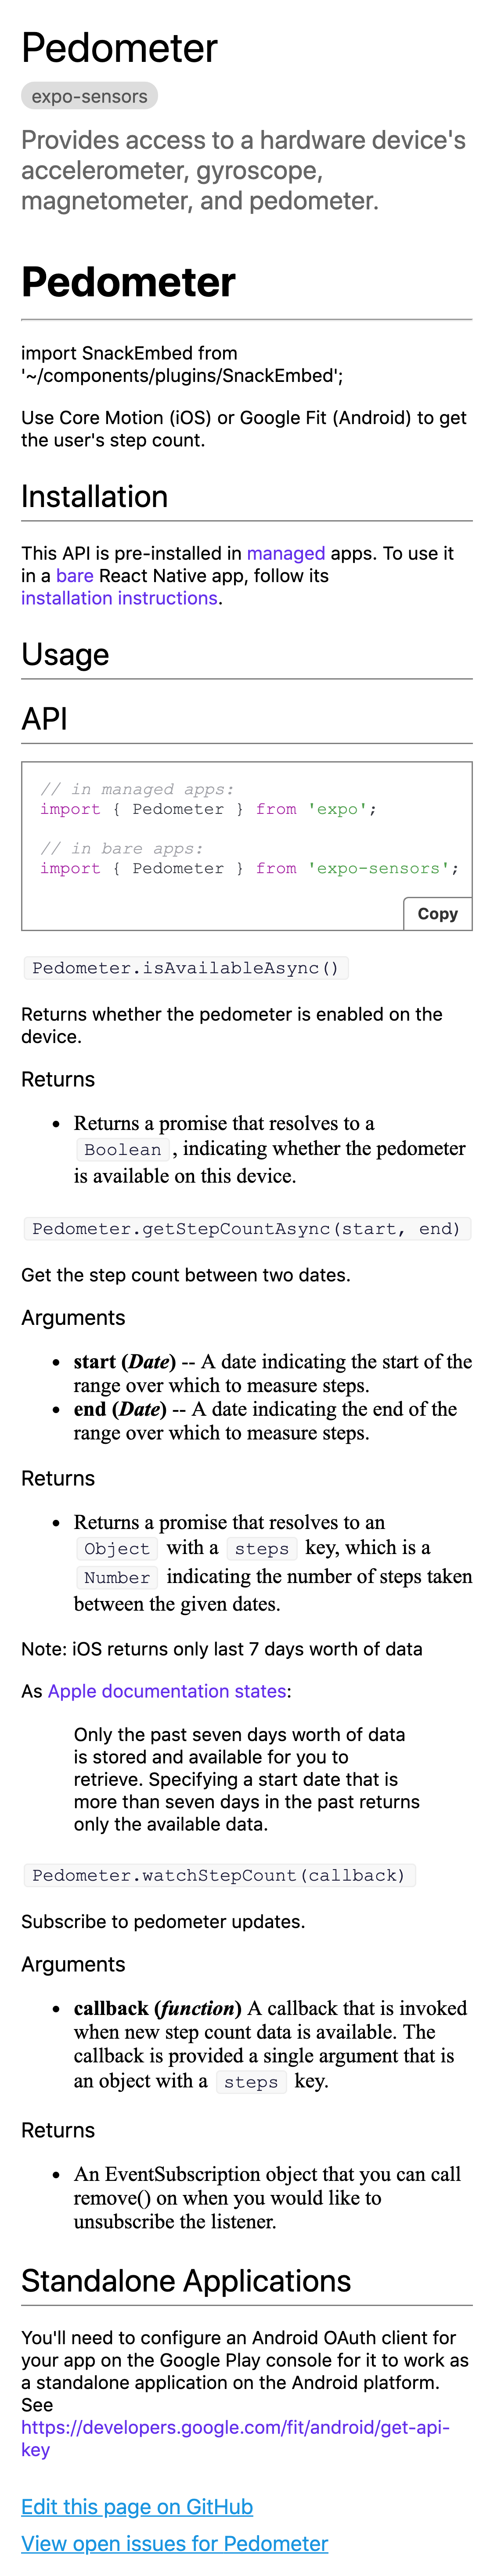 Pedometer
expo-sensors
Provides access to a hardware device's
accelerometer, gyroscope,
magnetometer, and pedometer.
Pedometer
import SnackEmbed from
'~/components/plugins/SnackEmbed';
Use Core Motion (iOS) or Google Fit (Android) to get
the user's step count.
Installation
This API is pre-installed in managed apps. To use it
in a bare React Native app, follow its
installation instructions.
Usage
API
// in managed apps:
import { Pedometer } from 'expo';
// in bare apps:
import { Pedometer } from 'expo-sensors';
Copy
Pedometer.isAvailableAsync()
Returns whether the pedometer is enabled on the
device.
Returns
• Returns a promise that resolves to a
Boolean , indicating whether the pedometer
is available on this device.
Pedometer.getStepCountAsync(start, end)
Get the step count between two dates.
Arguments
• start (Date) -- A date indicating the start of the
range over which to measure steps.
• end (Date) -- A date indicating the end of the
range over which to measure steps.
Returns
• Returns a promise that resolves to an
Object with a steps key, which is a
Number indicating the number of steps taken
between the given dates.
Note: iOS returns only last 7 days worth of data
As Apple documentation states:
Only the past seven days worth of data
is stored and available for you to
retrieve. Specifying a start date that is
more than seven days in the past returns
only the available data.
Pedometer.watchStepCount(callback)
Subscribe to pedometer updates.
Arguments
• callback (function) A callback that is invoked
when new step count data is available. The
callback is provided a single argument that is
an object with a steps key.
Returns
• An EventSubscription object that you can call
remove() on when you would like to
unsubscribe the listener.
Standalone Applications
You'll need to configure an Android OAuth client for
your app on the Google Play console for it to work as
a standalone application on the Android platform.
See
https://developers.google.com/fit/android/get-api-
key
Edit this page on GitHub
View open issues for Pedometer